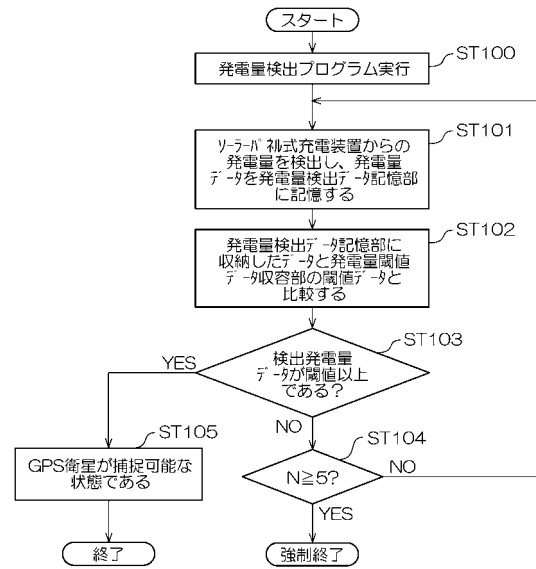 スタート
ST100
発電量検出プログラム実行
ST101
ソーラーパネル式充電装置からの
発電量を検出し、発電量
データを発電量検出データ記憶部
に記憶する
ST102
発電量検出データ記憶部に
収納したデータと発電量閾値
データ収容部の閾値データと
比較する
ST103
検出発電量
データが閾値以上
である?
YES
NO
ST105
GPS衛星が捕捉可能な
状態である
ST104
N≧5?
NO
YES
終了
強制終了